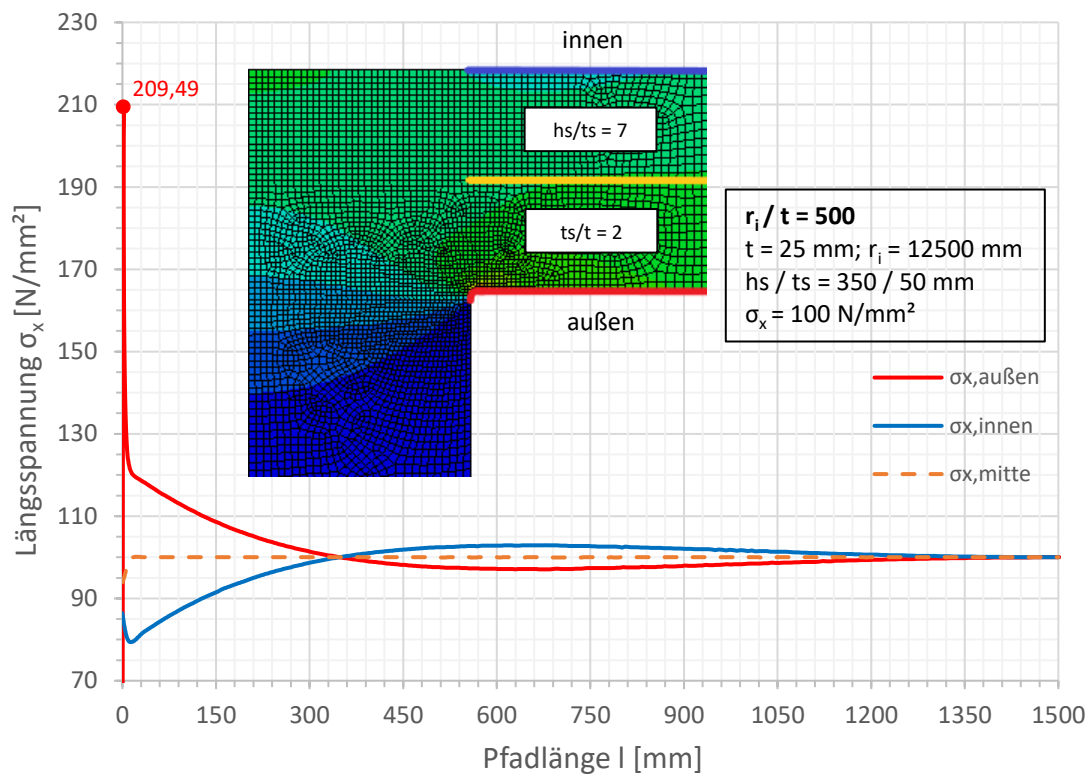 230
210
190
170
150
130
110
90
70
Längsspannung σx [N/mm²]
209,49
innen
hs/ts = 7
ts/t = 2
außen
ri / t = 500
t = 25 mm; ri = 12500 mm
hs / ts = 350 / 50 mm
σx = 100 N/mm²
σx,außen
σx,innen
σx,mitte
0 150 300 450 600 750 900 1050 1200 1350 1500
Pfadlänge l [mm]